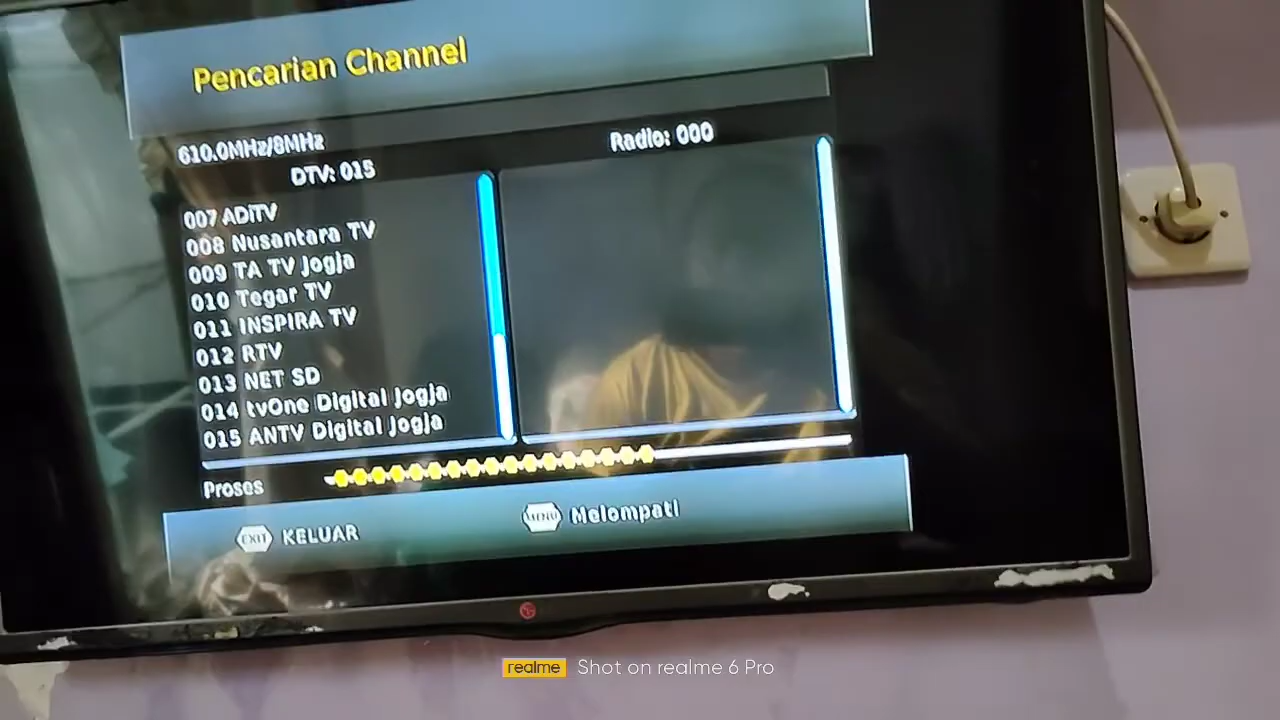 Pencarian Channel
610.0MHz/8MHz
Radio: 000
DTV: 015
007 ADiTV
008 Nusantara TV
009 TA TV Jogja
010 Tegar TV
011 INSPIRA TV
012 RTV
013 NET SD
014 tvOne Digital Jogja
015 ANTV Digital Jogja
Proses
EXIT KELUAR
MENU Melompati
LG
realme Shot on realme 6 Pro